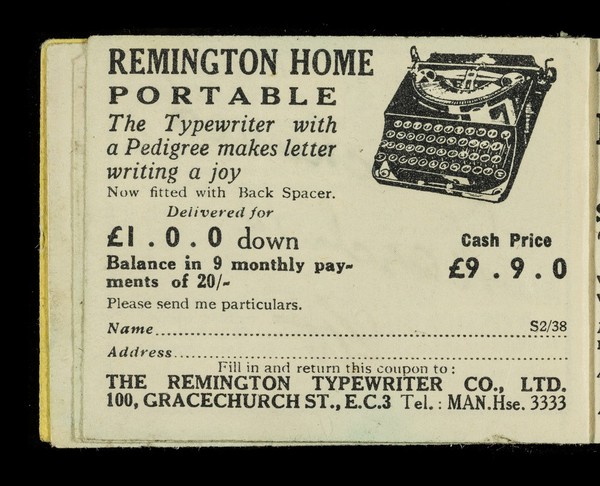 REMINGTON HOME
PORTABLE
The Typewriter with
a Pedigree makes letter
writing a joy
Now fitted with Back Spacer.
Delivered for
£1 . 0 . 0 down
Balance in 9 monthly pay-
ments of 20/-
Cash Price
£9 . 9 . 0
Please send me particulars.
Name
S2/38
Address
Fill in and return this coupon to :
THE REMINGTON TYPEWRITER CO., LTD.
100, GRACECHURCH ST., E.C.3 Tel. : MAN.Hse. 3333